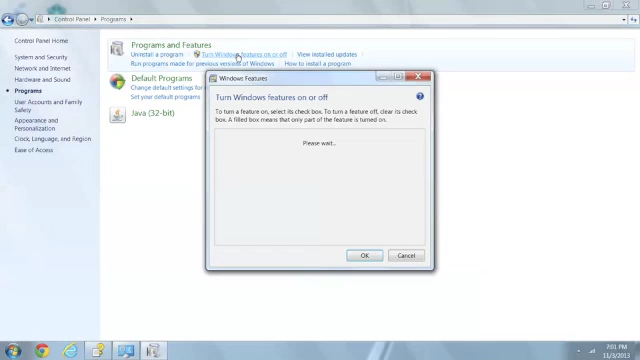 Control Panel ▸ Programs ▸
Control Panel Home
System and Security
Network and Internet
Hardware and Sound
Programs
User Accounts and Family
Safety
Appearance and
Personalization
Clock, Language, and Region
Ease of Access
Programs and Features
Uninstall a program
Turn Windows features on or off
View installed updates
Run programs made for previous versions of Windows
How to install a program
Default Programs
Change default settings for
Set your default programs
Java (32-bit)
Windows Features
Turn Windows features on or off
To turn a feature on, select its check box. To turn a feature off, clear its check
box. A filled box means that only part of the feature is turned on.
Please wait..
OK
Cancel
7:01 PM
11/3/2013